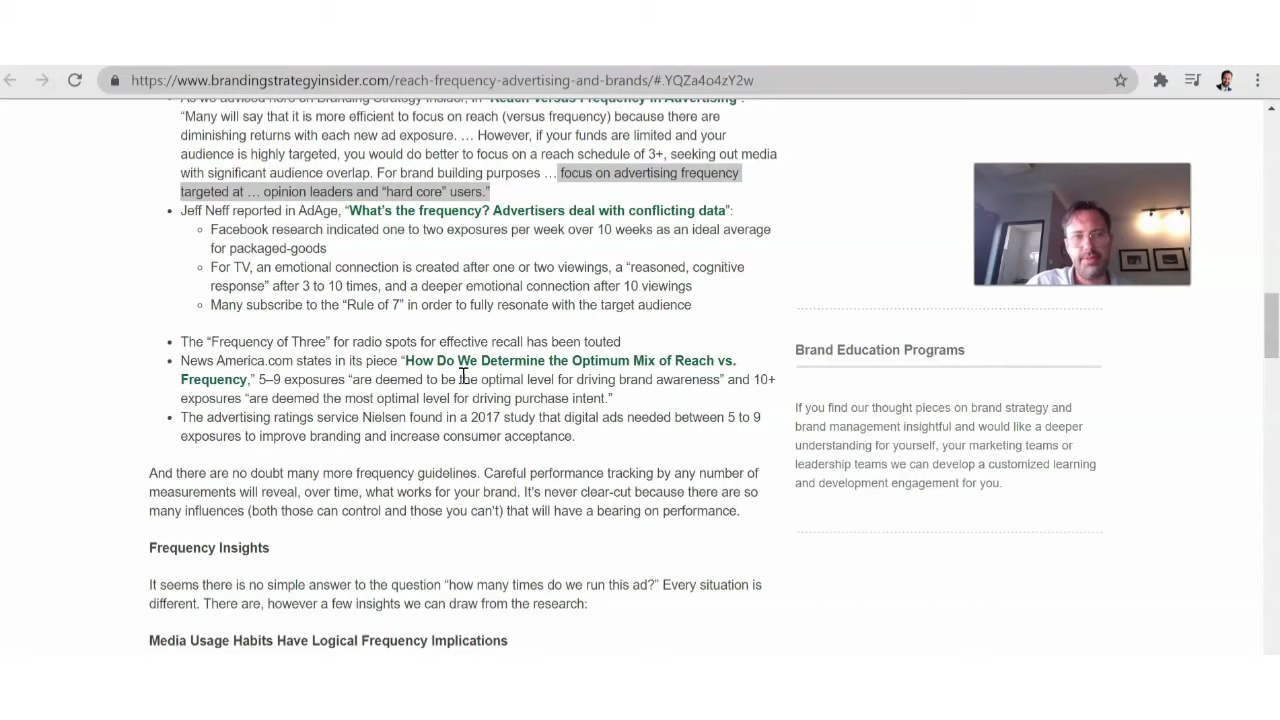 https://www.brandingstrategyinsider.com/reach-frequency-advertising-and-brands/#.YQZa4o4zY2w
As we advised here on Branding Strategy Insider, in “Reach Versus Frequency in Advertising”:
“Many will say that it is more efficient to focus on reach (versus frequency) because there are
diminishing returns with each new ad exposure. … However, if your funds are limited and your
audience is highly targeted, you would do better to focus on a reach schedule of 3+, seeking out media
with significant audience overlap. For brand building purposes … focus on advertising frequency
targeted at … opinion leaders and “hard core” users.”
Jeff Neff reported in AdAge, “What’s the frequency? Advertisers deal with conflicting data”:
Facebook research indicated one to two exposures per week over 10 weeks as an ideal average
for packaged-goods
For TV, an emotional connection is created after one or two viewings, a “reasoned, cognitive
response” after 3 to 10 times, and a deeper emotional connection after 10 viewings
Many subscribe to the “Rule of 7” in order to fully resonate with the target audience
The “Frequency of Three” for radio spots for effective recall has been touted
News America.com states in its piece “How Do We Determine the Optimum Mix of Reach vs.
Frequency,” 5–9 exposures “are deemed to be the optimal level for driving brand awareness” and 10+
exposures “are deemed the most optimal level for driving purchase intent.”
The advertising ratings service Nielsen found in a 2017 study that digital ads needed between 5 to 9
exposures to improve branding and increase consumer acceptance.
And there are no doubt many more frequency guidelines. Careful performance tracking by any number of
measurements will reveal, over time, what works for your brand. It’s never clear-cut because there are so
many influences (both those can control and those you can’t) that will have a bearing on performance.
Frequency Insights
It seems there is no simple answer to the question “how many times do we run this ad?” Every situation is
different. There are, however a few insights we can draw from the research:
Media Usage Habits Have Logical Frequency Implications
Brand Education Programs
If you find our thought pieces on brand strategy and
brand management insightful and would like a deeper
understanding for yourself, your marketing teams or
leadership teams we can develop a customized learning
and development engagement for you.